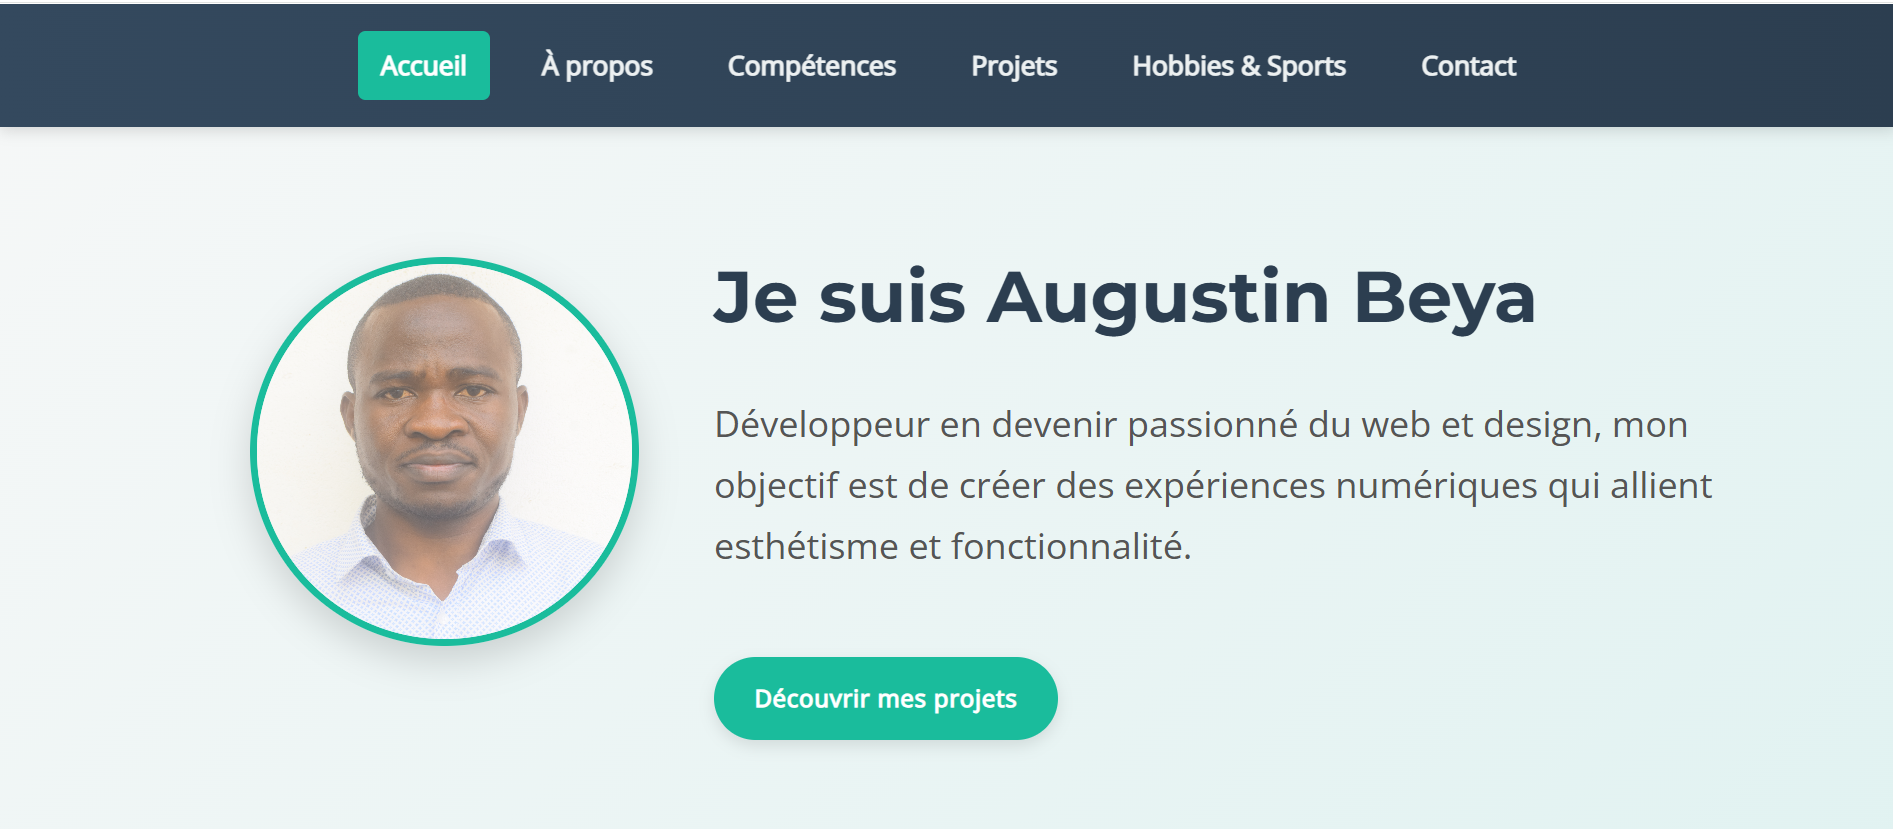 Accueil À propos Compétences Projets Hobbies & Sports Contact
Je suis Augustin Beya
Développeur en devenir passionné du web et design, mon
objectif est de créer des expériences numériques qui allient
esthétisme et fonctionnalité.
Découvrir mes projets